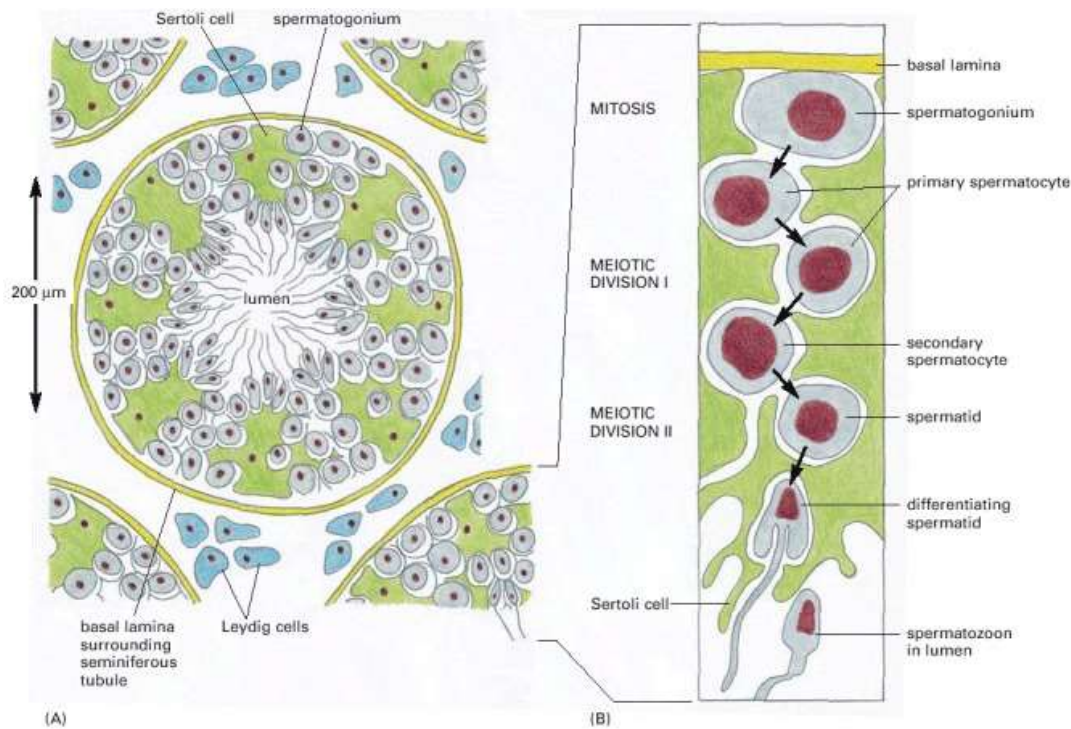 Sertoli cell
spermatogonium
200 μm
lumen
basal lamina
surrounding
seminiferous
tubule
Leydig cells
(A)
MITOSIS
MEIOTIC
DIVISION I
MEIOTIC
DIVISION II
Sertoli cell
basal lamina
spermatogonium
primary spermatocyte
secondary
spermatocyte
spermatid
differentiating
spermatid
spermatozoon
in lumen
(B)